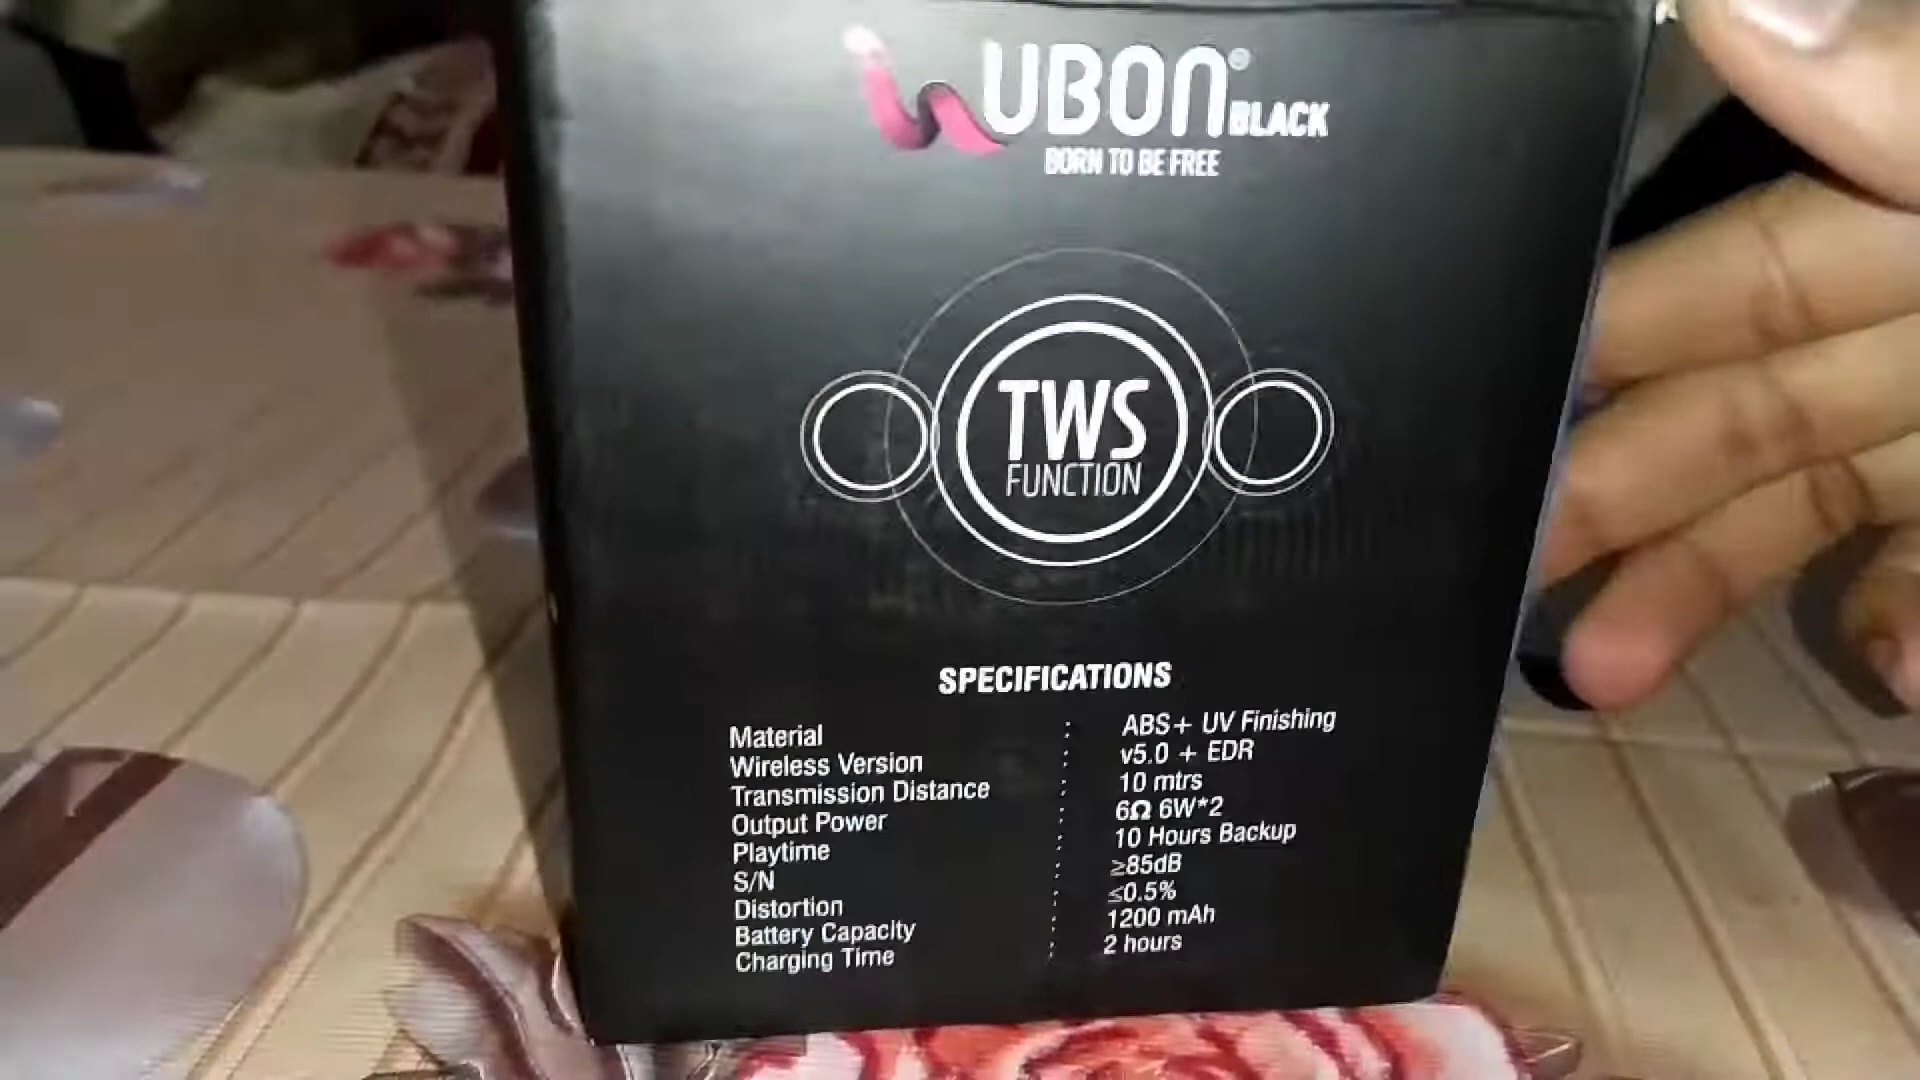 UBON® BLACK
BORN TO BE FREE
TWS
FUNCTION
SPECIFICATIONS
Material : ABS+ UV Finishing
Wireless Version : v5.0 + EDR
Transmission Distance : 10 mtrs
Output Power : 6Ω 6W*2
Playtime : 10 Hours Backup
S/N : ≥85dB
Distortion : ≤0.5%
Battery Capacity : 1200 mAh
Charging Time : 2 hours